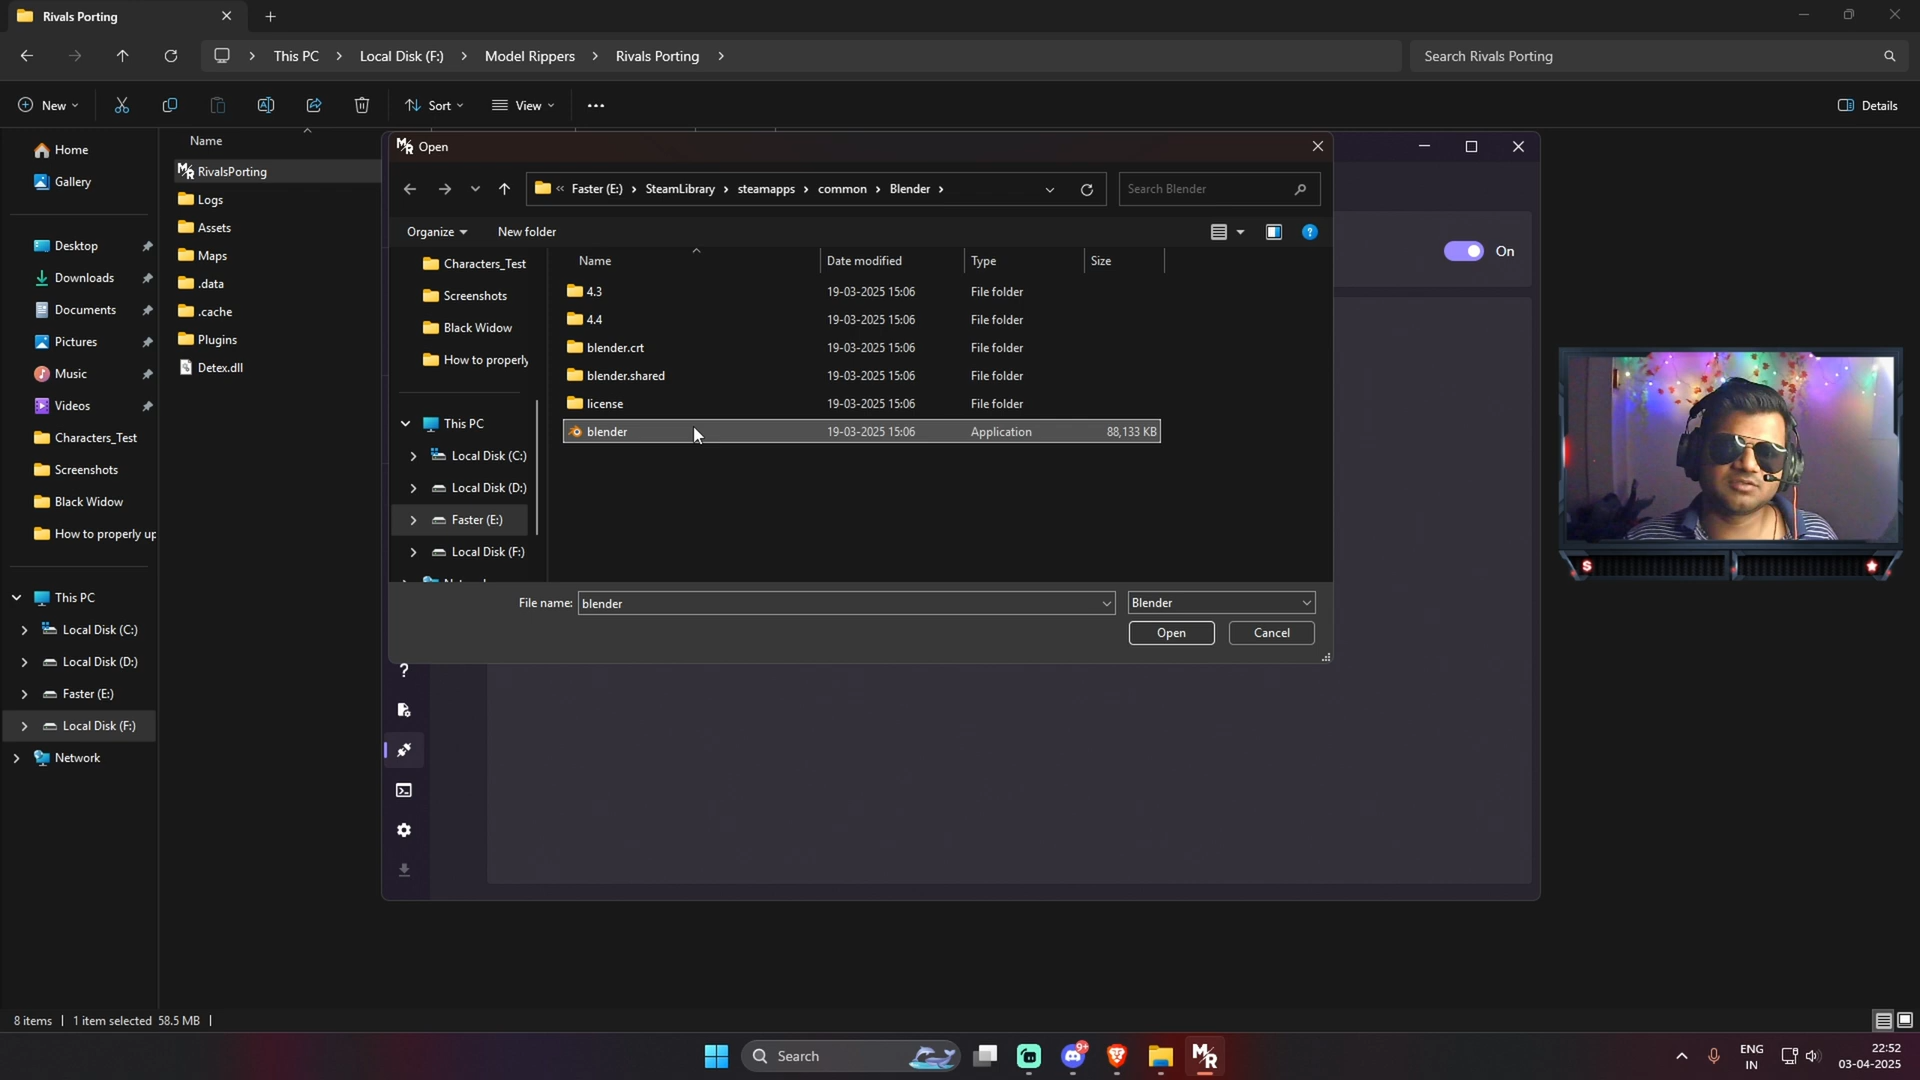 Rivals Porting
This PC > Local Disk (F:) > Model Rippers > Rivals Porting >
Search Rivals Porting
New
Sort
View
Details
Home
Gallery
Desktop
Downloads
Documents
Pictures
Music
Videos
Characters_Test
Screenshots
Black Widow
How to properly up
This PC
Local Disk (C:)
Local Disk (D:)
Faster (E:)
Local Disk (F:)
Network
Name
RivalsPorting
Logs
Assets
Maps
.data
.cache
Plugins
Detex.dll
MR Open
« Faster (E:) > SteamLibrary > steamapps > common > Blender >
Search Blender
Organize
New folder
Characters_Test
Screenshots
Black Widow
How to properly
This PC
Local Disk (C:)
Local Disk (D:)
Faster (E:)
Local Disk (F:)
Name Date modified Type Size
4.3 19-03-2025 15:06 File folder
4.4 19-03-2025 15:06 File folder
blender.crt 19-03-2025 15:06 File folder
blender.shared 19-03-2025 15:06 File folder
license 19-03-2025 15:06 File folder
blender 19-03-2025 15:06 Application 88,133 KB
File name: blender
Blender
Open
Cancel
On
S
8 items | 1 item selected 58.5 MB |
Search
9+
MR
ENG
IN
22:52
03-04-2025